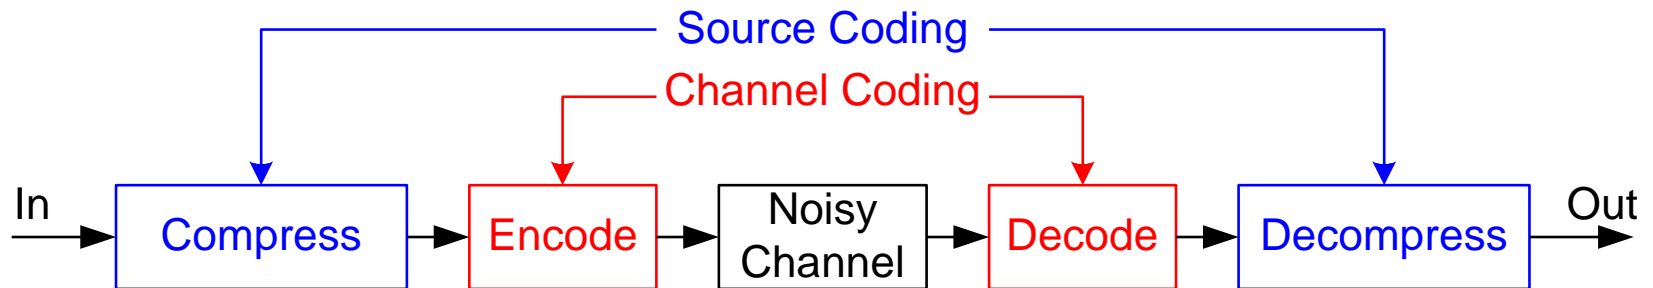 Source Coding
Channel Coding
In
Compress
Encode
Noisy
Channel
Decode
Decompress
Out